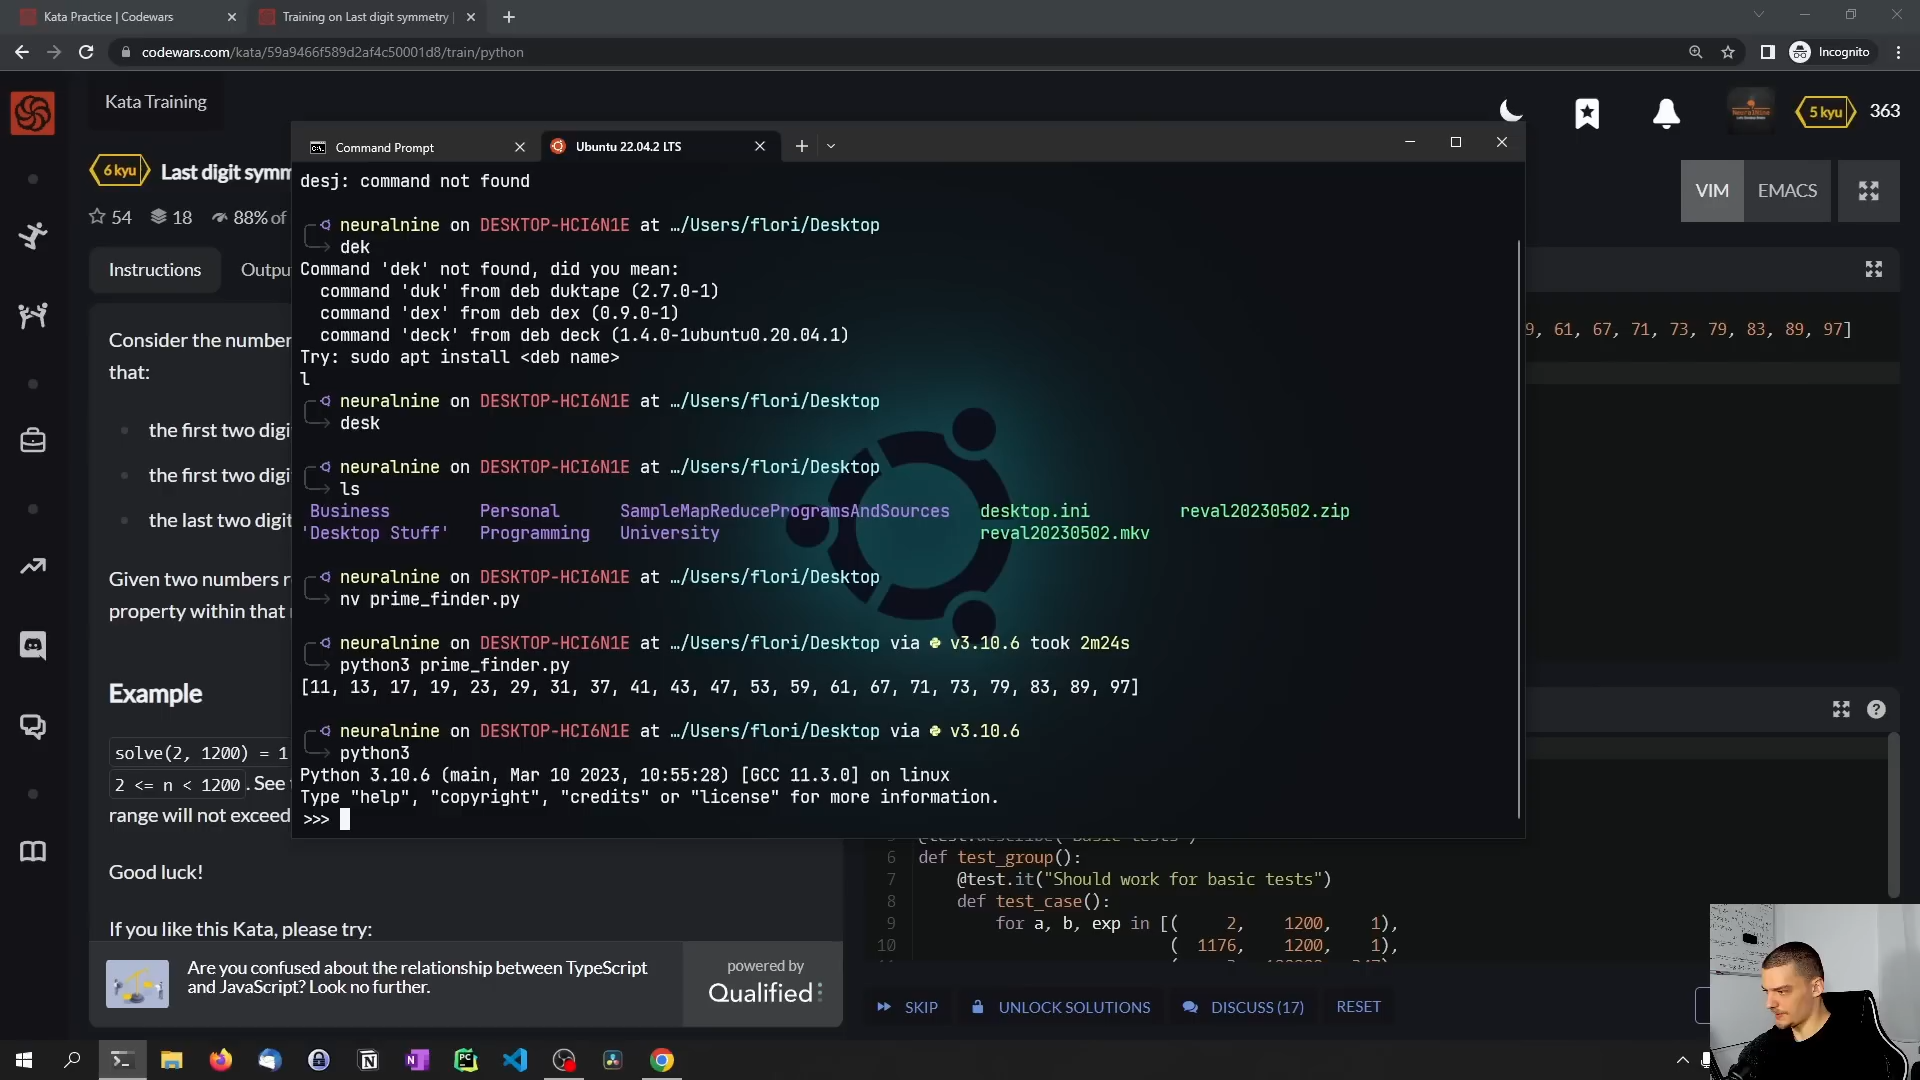 Kata Practice | Codewars
Training on Last digit symmetry |
codewars.com/kata/59a9466f589d2af4c50001d8/train/python
Incognito
Kata Training
5 kyu
363
6 kyu
Last digit symm
54
18
88% of
VIM
EMACS
Instructions
Outpu
Consider the number
that:
the first two digi
the first two digi
the last two digit
Given two numbers r
property within that
Example
solve(2, 1200) = 1
2 <= n < 1200. See
range will not exceed
Good luck!
If you like this Kata, please try:
Are you confused about the relationship between TypeScript
and JavaScript? Look no further.
powered by
Qualified
Command Prompt
Ubuntu 22.04.2 LTS
desj: command not found
neuralnine on DESKTOP-HCI6N1E at …/Users/flori/Desktop
dek
Command 'dek' not found, did you mean:
command 'duk' from deb duktape (2.7.0-1)
command 'dex' from deb dex (0.9.0-1)
command 'deck' from deb deck (1.4.0-1ubuntu0.20.04.1)
Try: sudo apt install <deb name>
l
neuralnine on DESKTOP-HCI6N1E at …/Users/flori/Desktop
desk
neuralnine on DESKTOP-HCI6N1E at …/Users/flori/Desktop
ls
Business Personal SampleMapReduceProgramsAndSources desktop.ini reval20230502.zip
'Desktop Stuff' Programming University reval20230502.mkv
neuralnine on DESKTOP-HCI6N1E at …/Users/flori/Desktop
nv prime_finder.py
neuralnine on DESKTOP-HCI6N1E at …/Users/flori/Desktop via v3.10.6 took 2m24s
python3 prime_finder.py
[11, 13, 17, 19, 23, 29, 31, 37, 41, 43, 47, 53, 59, 61, 67, 71, 73, 79, 83, 89, 97]
neuralnine on DESKTOP-HCI6N1E at …/Users/flori/Desktop via v3.10.6
python3
Python 3.10.6 (main, Mar 10 2023, 10:55:28) [GCC 11.3.0] on linux
Type "help", "copyright", "credits" or "license" for more information.
>>>
9, 61, 67, 71, 73, 79, 83, 89, 97]
6 def test_group():
7 @test.it("Should work for basic tests")
8 def test_case():
9 for a, b, exp in [( 2, 1200, 1),
10 ( 1176, 1200, 1),
SKIP
UNLOCK SOLUTIONS
DISCUSS (17)
RESET